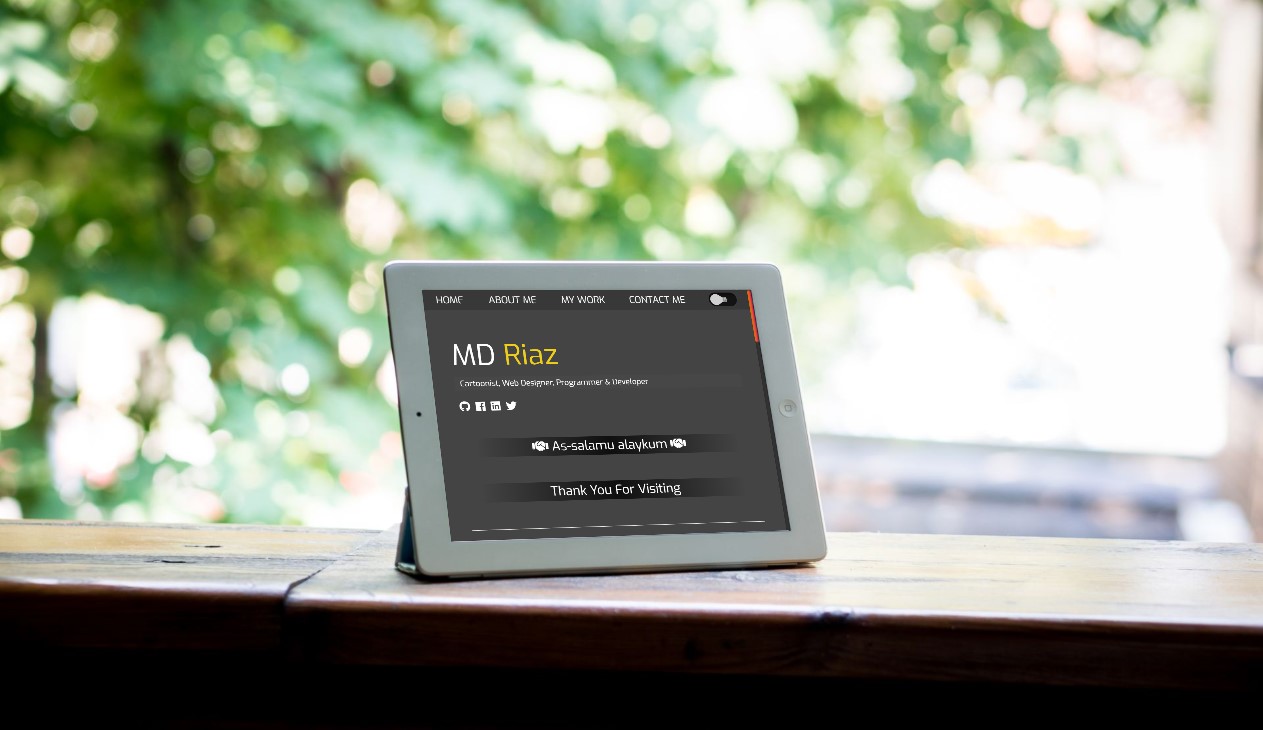 HOME ABOUT ME MY WORK CONTACT ME
MD Riaz
Cartoonist, Web Designer, Programmer & Developer
As-salamu alaykum
Thank You For Visiting